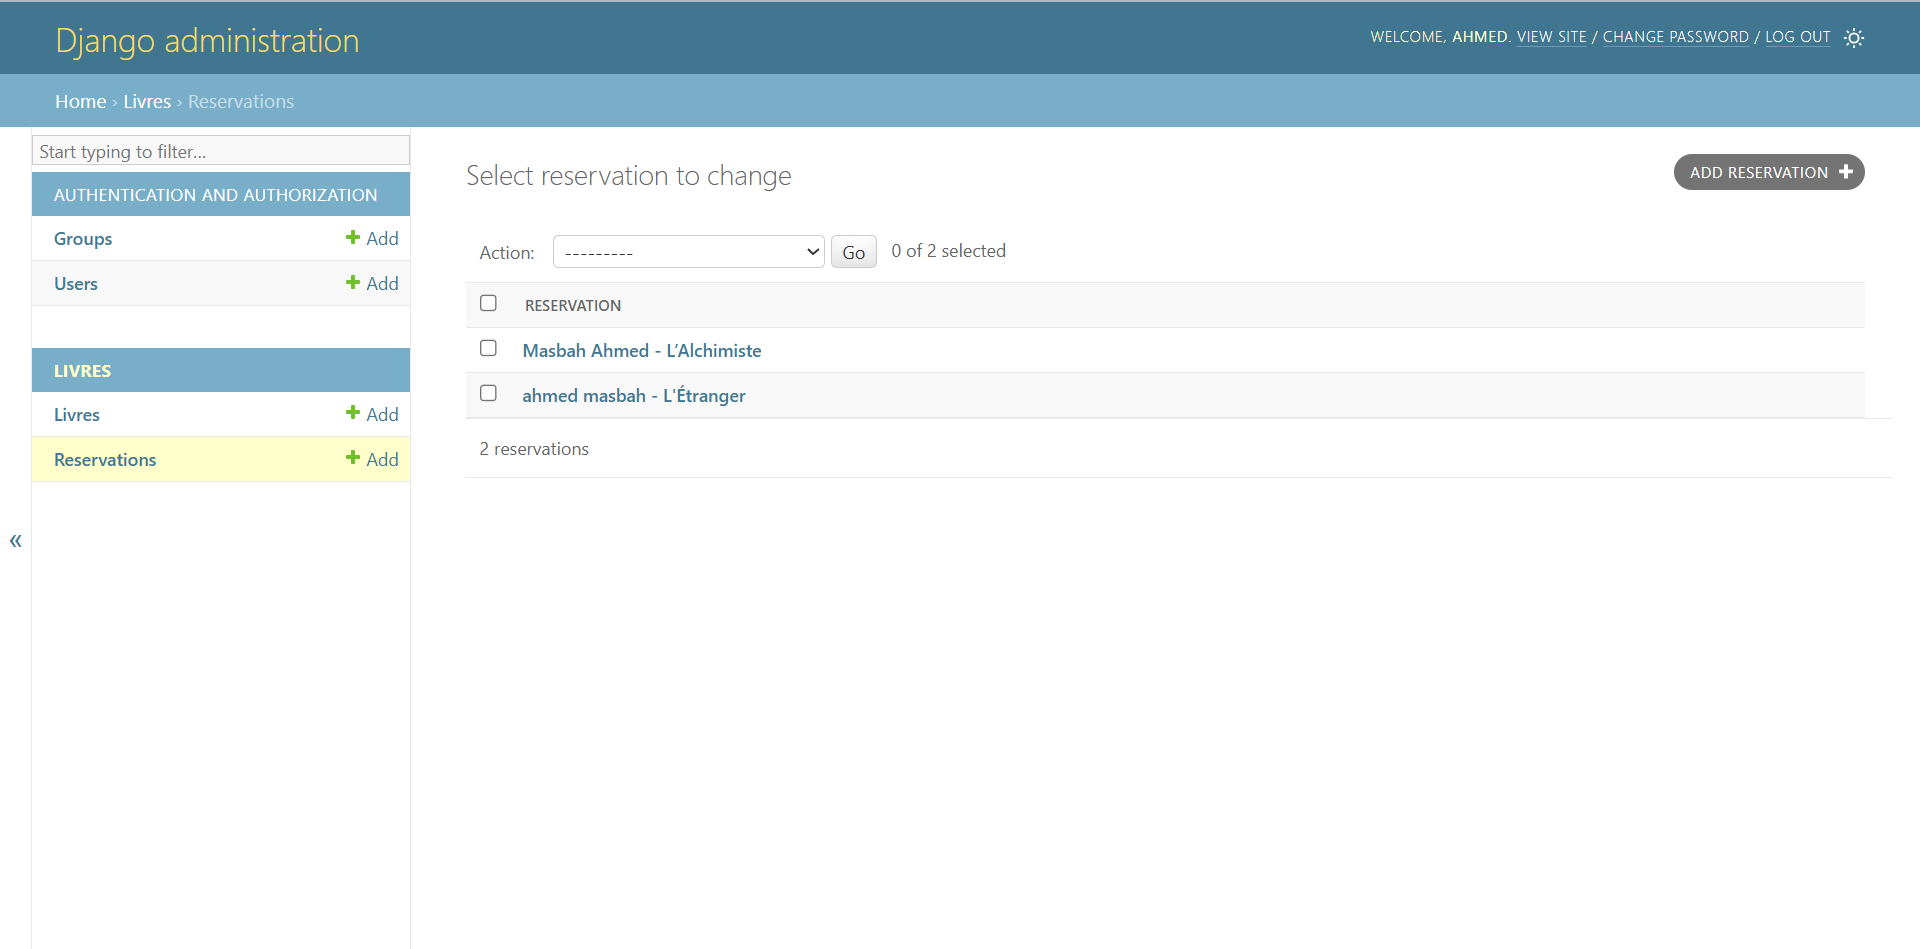 Django administration
WELCOME, AHMED. VIEW SITE / CHANGE PASSWORD / LOG OUT
Home › Livres › Reservations
Start typing to filter...
AUTHENTICATION AND AUTHORIZATION
Groups Add
Users Add
LIVRES
Livres Add
Reservations Add
«
Select reservation to change
ADD RESERVATION
Action: --------- Go 0 of 2 selected
RESERVATION
Masbah Ahmed - L’Alchimiste
ahmed masbah - L'Étranger
2 reservations